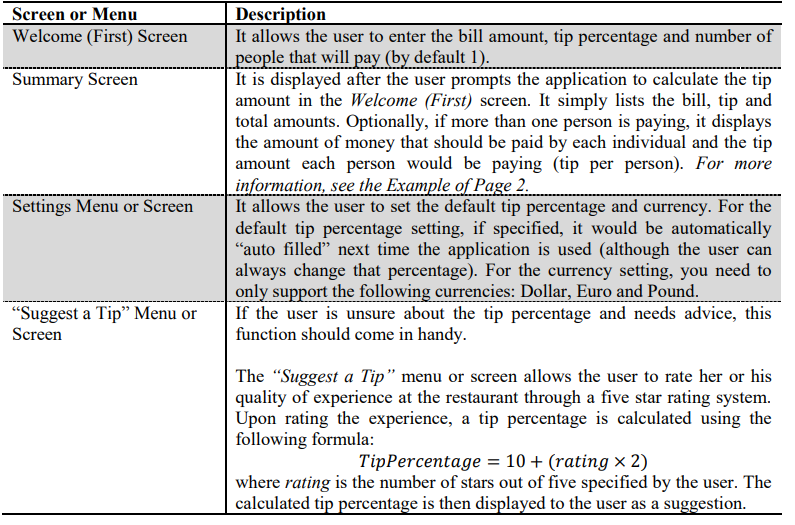 Screen or Menu Description
Welcome (First) Screen It allows the user to enter the bill amount, tip percentage and number of
people that will pay (by default 1).
Summary Screen It is displayed after the user prompts the application to calculate the tip
amount in the Welcome (First) screen. It simply lists the bill, tip and
total amounts. Optionally, if more than one person is paying, it displays
the amount of money that should be paid by each individual and the tip
amount each person would be paying (tip per person). For more
information, see the Example of Page 2.
Settings Menu or Screen It allows the user to set the default tip percentage and currency. For the
default tip percentage setting, if specified, it would be automatically
“auto filled” next time the application is used (although the user can
always change that percentage). For the currency setting, you need to
only support the following currencies: Dollar, Euro and Pound.
“Suggest a Tip” Menu or If the user is unsure about the tip percentage and needs advice, this
Screen function should come in handy.
The “Suggest a Tip” menu or screen allows the user to rate her or his
quality of experience at the restaurant through a five star rating system.
Upon rating the experience, a tip percentage is calculated using the
following formula:
TipPercentage = 10 + (rating × 2)
where rating is the number of stars out of five specified by the user. The
calculated tip percentage is then displayed to the user as a suggestion.